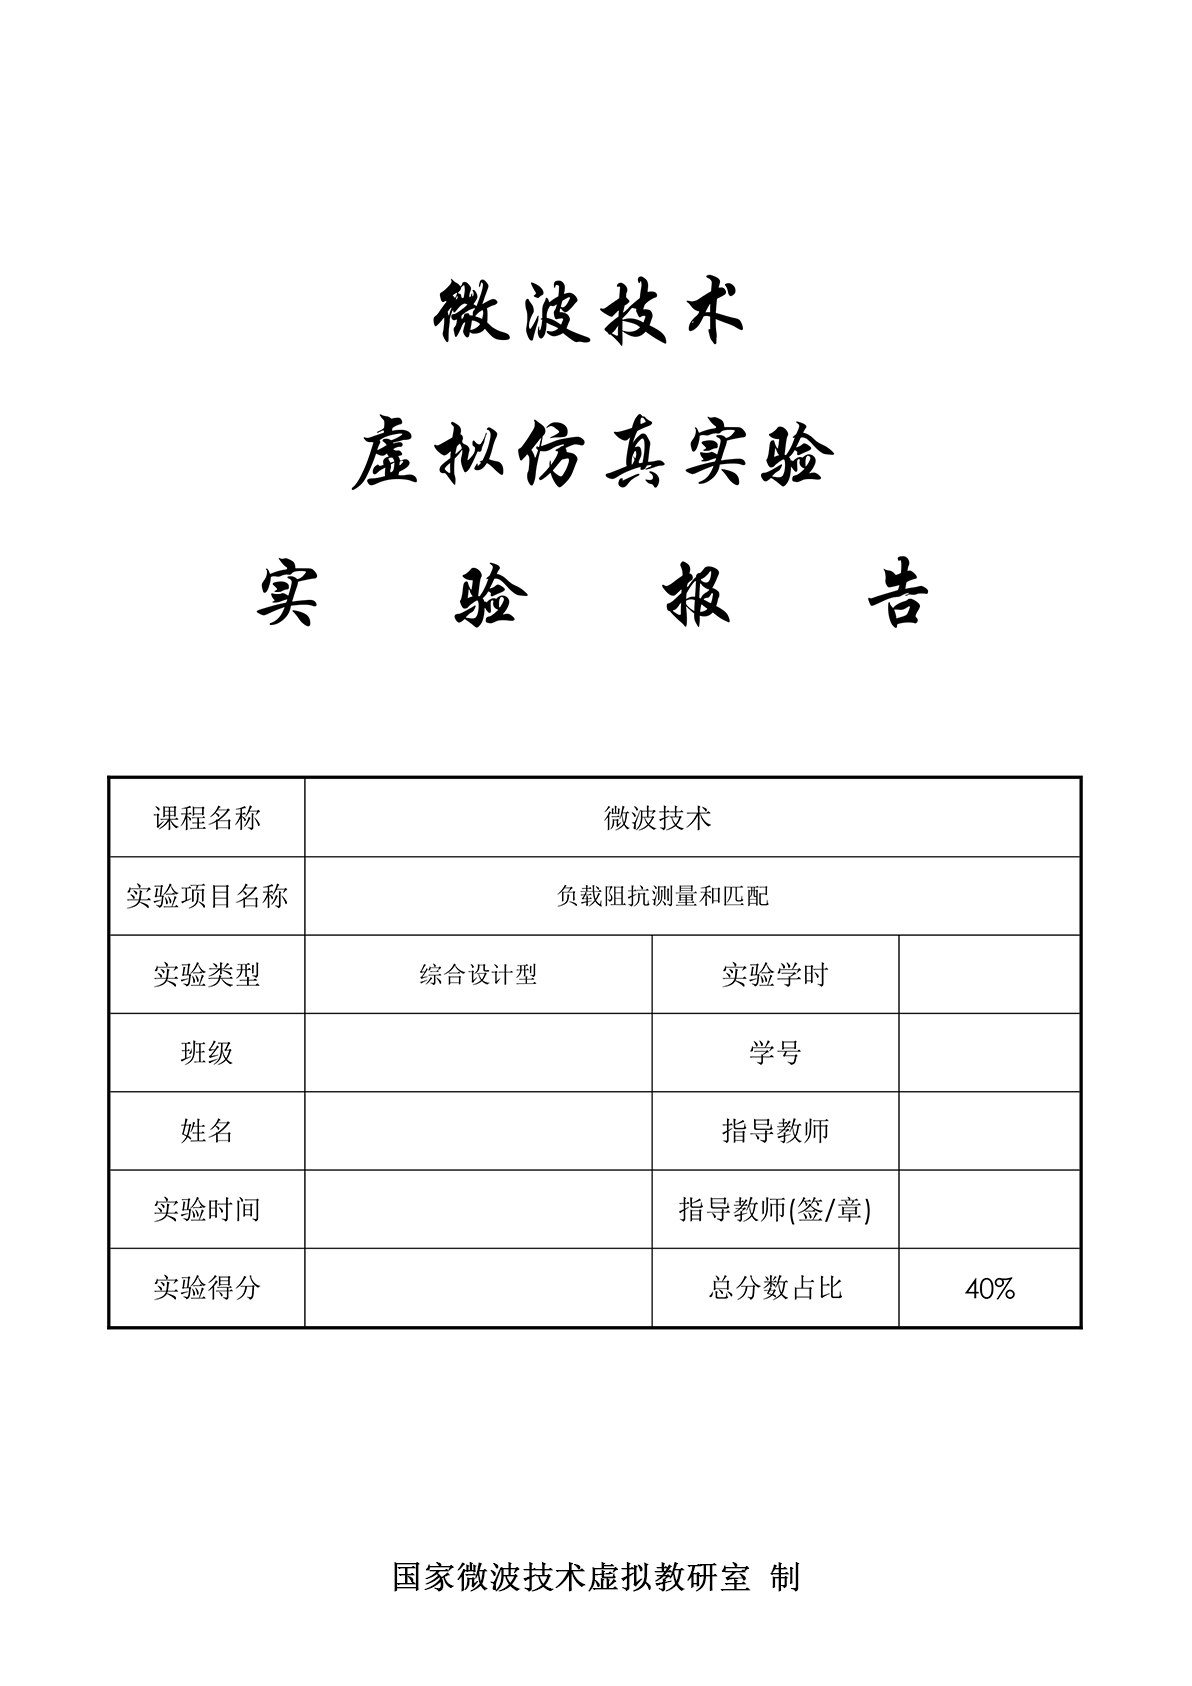 微波技术
虚拟仿真实验
实验报告
课程名称 微波技术
实验项目名称 负载阻抗测量和匹配
实验类型 综合设计型 实验学时
班级 学号
姓名 指导教师
实验时间 指导教师(签/章)
实验得分 总分数占比 40%
国家微波技术虚拟教研室 制